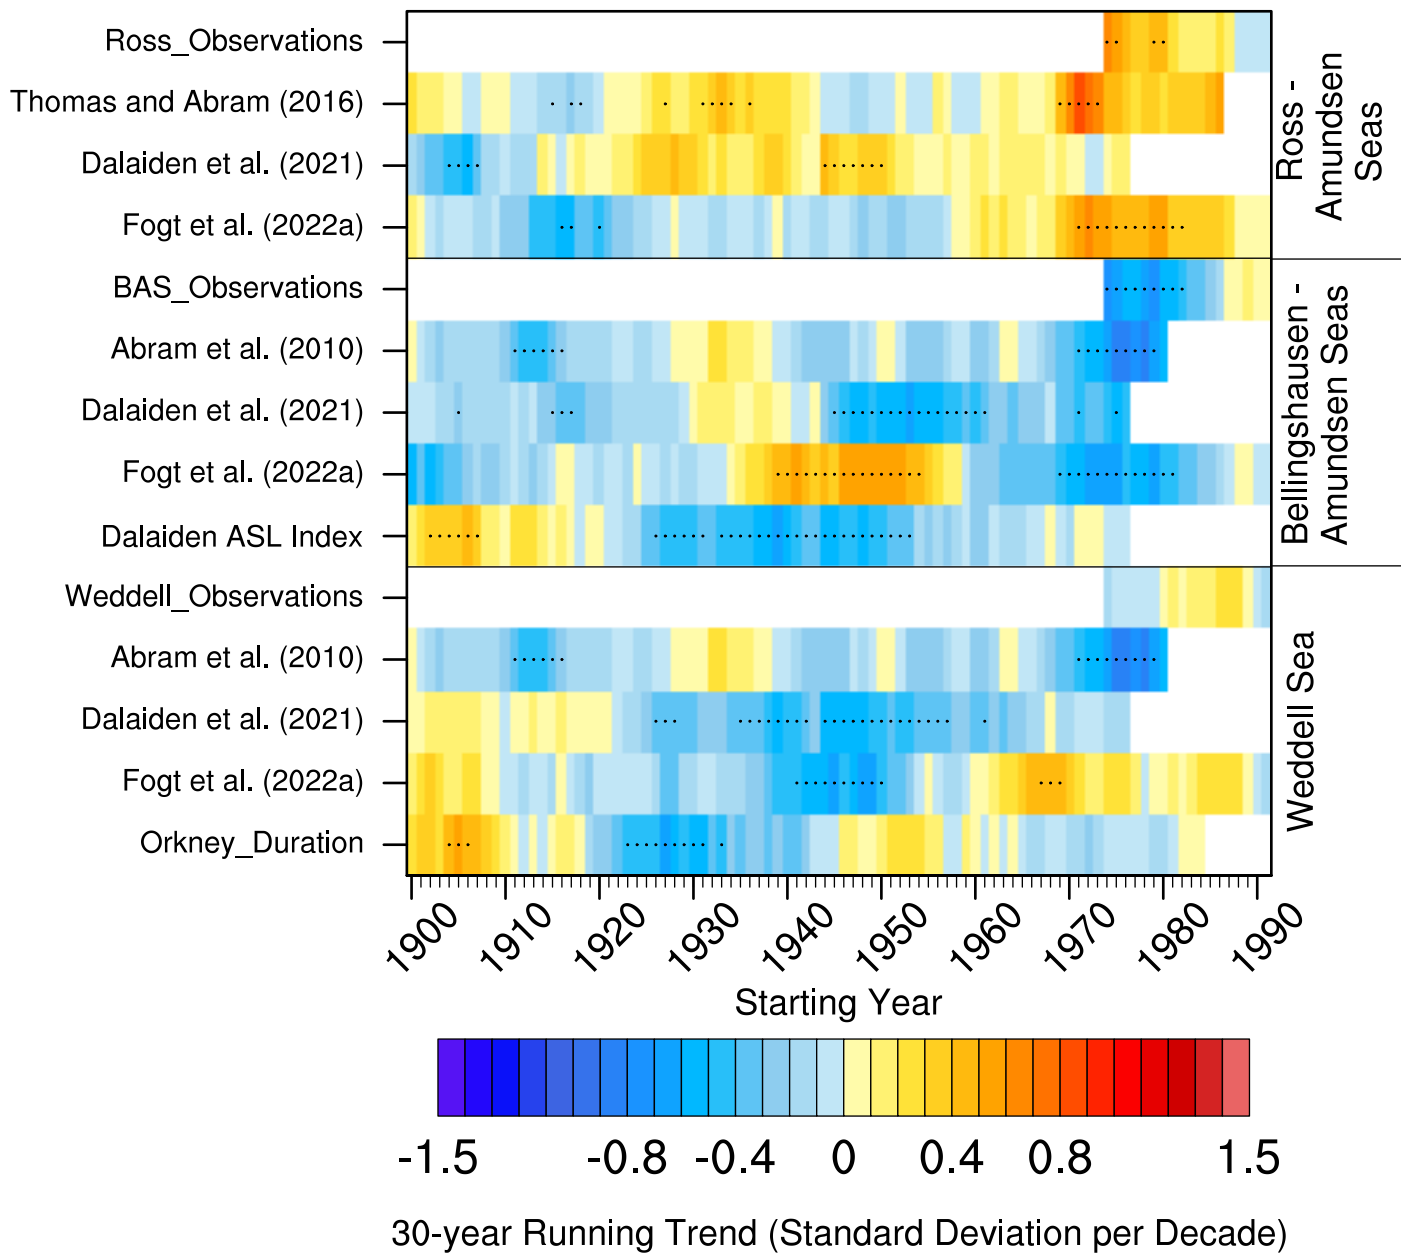 Ross_Observations
Thomas and Abram (2016)
Dalaiden et al. (2021)
Fogt et al. (2022a)
BAS_Observations
Abram et al. (2010)
Dalaiden et al. (2021)
Fogt et al. (2022a)
Dalaiden ASL Index
Weddell_Observations
Abram et al. (2010)
Dalaiden et al. (2021)
Fogt et al. (2022a)
Orkney_Duration
Ross -
Amundsen
Seas
Bellingshausen -
Amundsen Seas
Weddell Sea
1900 1910 1920 1930 1940 1950 1960 1970 1980 1990
Starting Year
-1.5 -0.8 -0.4 0 0.4 0.8 1.5
30-year Running Trend (Standard Deviation per Decade)